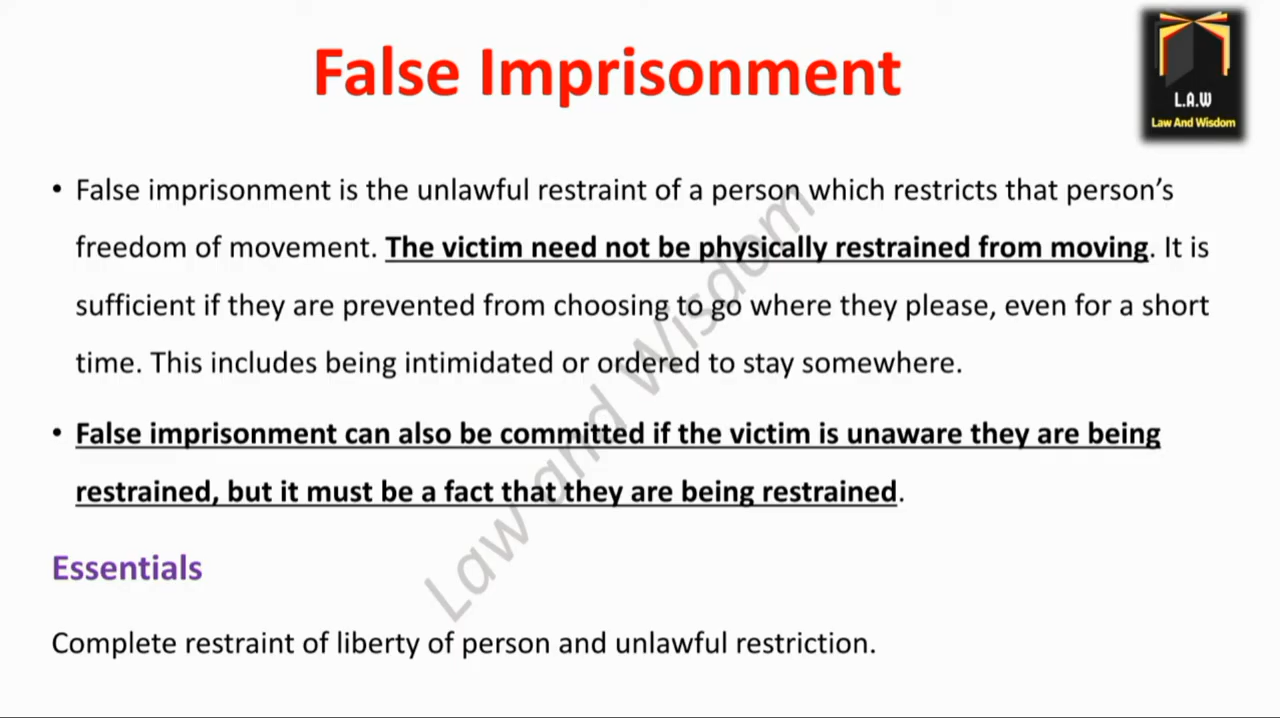 False Imprisonment
L.A.W
Law And Wisdom
• False imprisonment is the unlawful restraint of a person which restricts that person’s
freedom of movement. The victim need not be physically restrained from moving. It is
sufficient if they are prevented from choosing to go where they please, even for a short
time. This includes being intimidated or ordered to stay somewhere.
• False imprisonment can also be committed if the victim is unaware they are being
restrained, but it must be a fact that they are being restrained.
Essentials
Complete restraint of liberty of person and unlawful restriction.
Law and Wisdom